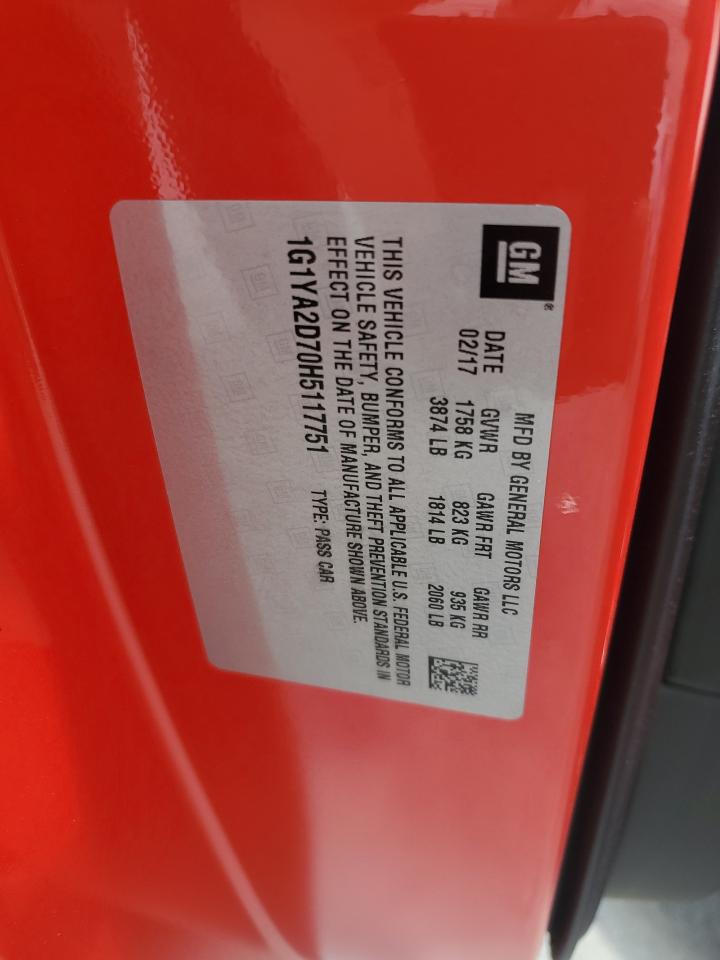 GM®
MFD BY GENERAL MOTORS LLC
DATE GVWR GAWR FRT GAWR RR
02/17 1758 KG 823 KG 935 KG
3874 LB 1814 LB 2060 LB
THIS VEHICLE CONFORMS TO ALL APPLICABLE U.S. FEDERAL MOTOR
VEHICLE SAFETY, BUMPER, AND THEFT PREVENTION STANDARDS IN
EFFECT ON THE DATE OF MANUFACTURE SHOWN ABOVE.
1G1YA2D70H5117751 TYPE: PASS CAR